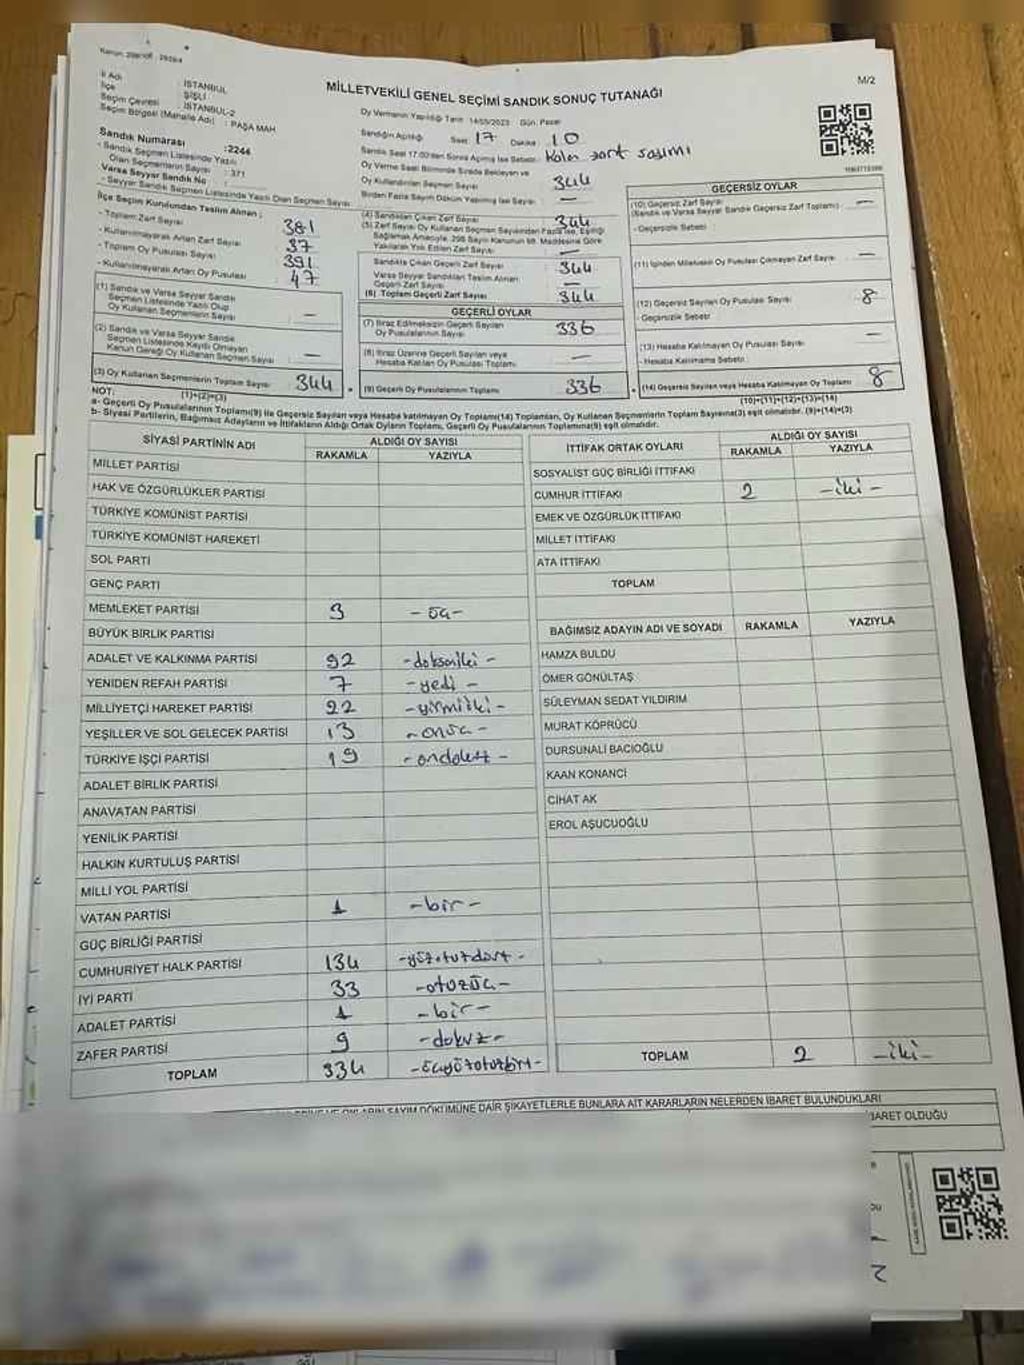 MİLLETVEKİLİ GENEL SEÇİMİ SANDIK SONUÇ TUTANAĞI
M/2
İl Adı : İSTANBUL
İlçe : ŞİŞLİ
Seçim Çevresi : İSTANBUL-2
Seçim Bölgesi (Mahalle Adı) : PAŞA MAH
Sandık Numarası :2244
- Sandık Seçmen Listesinde Yazılı
Olan Seçmenlerin Sayısı : 371
Varsa Seyyar Sandık No :
- Seyyar Sandık Seçmen Listesinde Yazılı Olan Seçmen Sayısı
İlçe Seçim Kurulundan Teslim Alınan :
- Toplam Zarf Sayısı : 381
- Kullanılmayarak Artan Zarf Sayısı : 37
- Toplam Oy Pusulası Sayısı : 391
- Kullanılmayarak Artan Oy Pusulası : 47
(1) Sandık ve Varsa Seyyar Sandık
Seçmen Listesinde Yazılı Olup
Oy Kullanan Seçmenlerin Sayısı —
(2) Sandık ve Varsa Seyyar Sandık
Seçmen Listesinde Kaydı Olmayan
Kanun Gereği Oy Kullanan Seçmen Sayısı —
(3) Oy Kullanan Seçmenlerin Toplam Sayısı 344
(1)+(2)=(3)
Oy Vermenin Yapıldığı Tarih 14/05/2023 Gün: Pazar
Sandığın Açıldığı Saat 17 Dakika 10
Sandık Saat 17:00'den Sonra Açılmış İse Sebebi:
Oy Verme Saati Bitiminde Sırada Bekleyen ve
Oy Kullandırılan Seçmen Sayısı 344
Birden Fazla Sayım Döküm Yapılmış İse Sayısı —
(4) Sandıktan Çıkan Zarf Sayısı 344
(5) Zarf Sayısı Oy Kullanan Seçmen Sayısından Fazla İse, Eşitliği
Sağlamak Amacıyla, 298 Sayılı Kanunun 98. Maddesine Göre
Yakılarak Yok Edilen Zarf Sayısı —
Sandıkta Çıkan Geçerli Zarf Sayısı 344
Varsa Seyyar Sandıktan Teslim Alınan
Geçerli Zarf Sayısı —
(6) Toplam Geçerli Zarf Sayısı 344
GEÇERLİ OYLAR
(7) İtiraz Edilmeksizin Geçerli Sayılan
Oy Pusulalarının Sayısı 336
(8) İtiraz Üzerine Geçerli Sayılan veya
Hesaba Katılan Oy Pusulası Toplamı —
(9) Geçerli Oy Pusulalarının Toplamı 336
GEÇERSİZ OYLAR
(10) Geçersiz Zarf Sayısı —
(Sandık ve Varsa Seyyar Sandık Geçersiz Zarf Toplamı)
- Geçersizlik Sebebi :
(11) İçinden Milletvekili Oy Pusulası Çıkmayan Zarf Sayısı —
(12) Geçersiz Sayılan Oy Pusulası Sayısı 8
- Geçersizlik Sebebi:
(13) Hesaba Katılmayan Oy Pusulası Sayısı —
- Hesaba Katılmama Sebebi :
(14) Geçersiz Sayılan veya Hesaba Katılmayan Oy Pusulası Toplamı 8
(10)+(11)+(12)+(13)=(14)
NOT:
a- Geçerli Oy Pusulalarının Toplamı(9) ile Geçersiz Sayılan veya Hesaba katılmayan Oy Toplamı(14) Toplamları, Oy Kullanan Seçmenlerin Toplam Sayısına(3) eşit olmalıdır. (9)+(14)=(3)
b- Siyasi Partilerin, Bağımsız Adayların ve İttifakların Aldığı Ortak Oyların Toplamı, Geçerli Oy Pusulalarının Toplamına(9) eşit olmalıdır.
SİYASİ PARTİNİN ADI ALDIĞI OY SAYISI
RAKAMLA YAZIYLA
MİLLET PARTİSİ
HAK VE ÖZGÜRLÜKLER PARTİSİ
TÜRKİYE KOMÜNİST PARTİSİ
TÜRKİYE KOMÜNİST HAREKETİ
SOL PARTİ
GENÇ PARTİ
MEMLEKET PARTİSİ 3 -üç-
BÜYÜK BİRLİK PARTİSİ
ADALET VE KALKINMA PARTİSİ 92 -doksaniki-
YENİDEN REFAH PARTİSİ 7 -yedi-
MİLLİYETÇİ HAREKET PARTİSİ 22 -yirmiiki-
YEŞİLLER VE SOL GELECEK PARTİSİ 13 -onüç-
TÜRKİYE İŞÇİ PARTİSİ 19 -ondokuz-
ADALET BİRLİK PARTİSİ
ANAVATAN PARTİSİ
YENİLİK PARTİSİ
HALKIN KURTULUŞ PARTİSİ
MİLLİ YOL PARTİSİ
VATAN PARTİSİ 1 -bir-
GÜÇ BİRLİĞİ PARTİSİ
CUMHURİYET HALK PARTİSİ 134 -yüzotuzdört-
İYİ PARTİ 33 -otuzüç-
ADALET PARTİSİ 1 -bir-
ZAFER PARTİSİ 9 -dokuz-
TOPLAM 334
İTTİFAK ORTAK OYLARI ALDIĞI OY SAYISI
RAKAMLA YAZIYLA
SOSYALİST GÜÇ BİRLİĞİ İTTİFAKI
CUMHUR İTTİFAKI 2 -iki-
EMEK VE ÖZGÜRLÜK İTTİFAKI
MİLLET İTTİFAKI
ATA İTTİFAKI
TOPLAM
BAĞIMSIZ ADAYIN ADI VE SOYADI RAKAMLA YAZIYLA
HAMZA BULDU
ÖMER GÖNÜLTAŞ
SÜLEYMAN SEDAT YILDIRIM
MURAT KÖPRÜCÜ
DURSUNALİ BACIOĞLU
KAAN KONANCİ
CİHAT AK
EROL AŞUCUOĞLU
TOPLAM 2 -iki-
SAYIM DÖKÜMÜNE DAİR ŞİKAYETLERLE BUNLARA AİT KARARLARIN NELERDEN İBARET BULUNDUKLARI
İBARET OLDUĞU